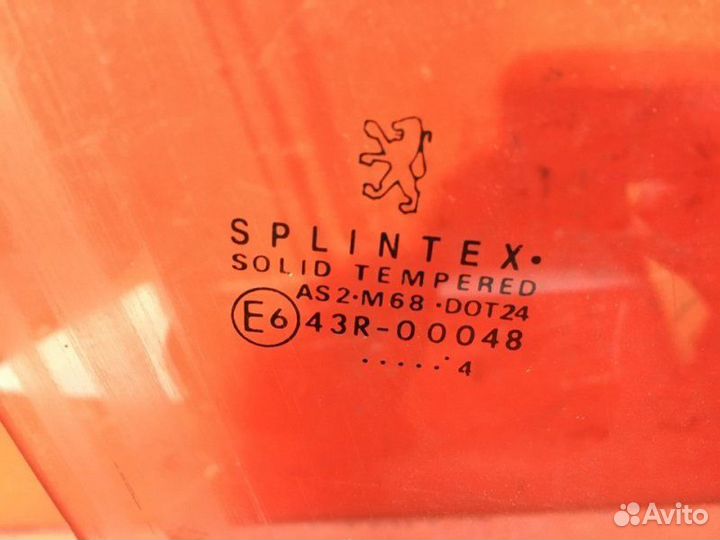 SPLINTEX.
SOLID TEMPERED
AS2·M68·DOT24
E6 43R-00048
..... . 4
Avito